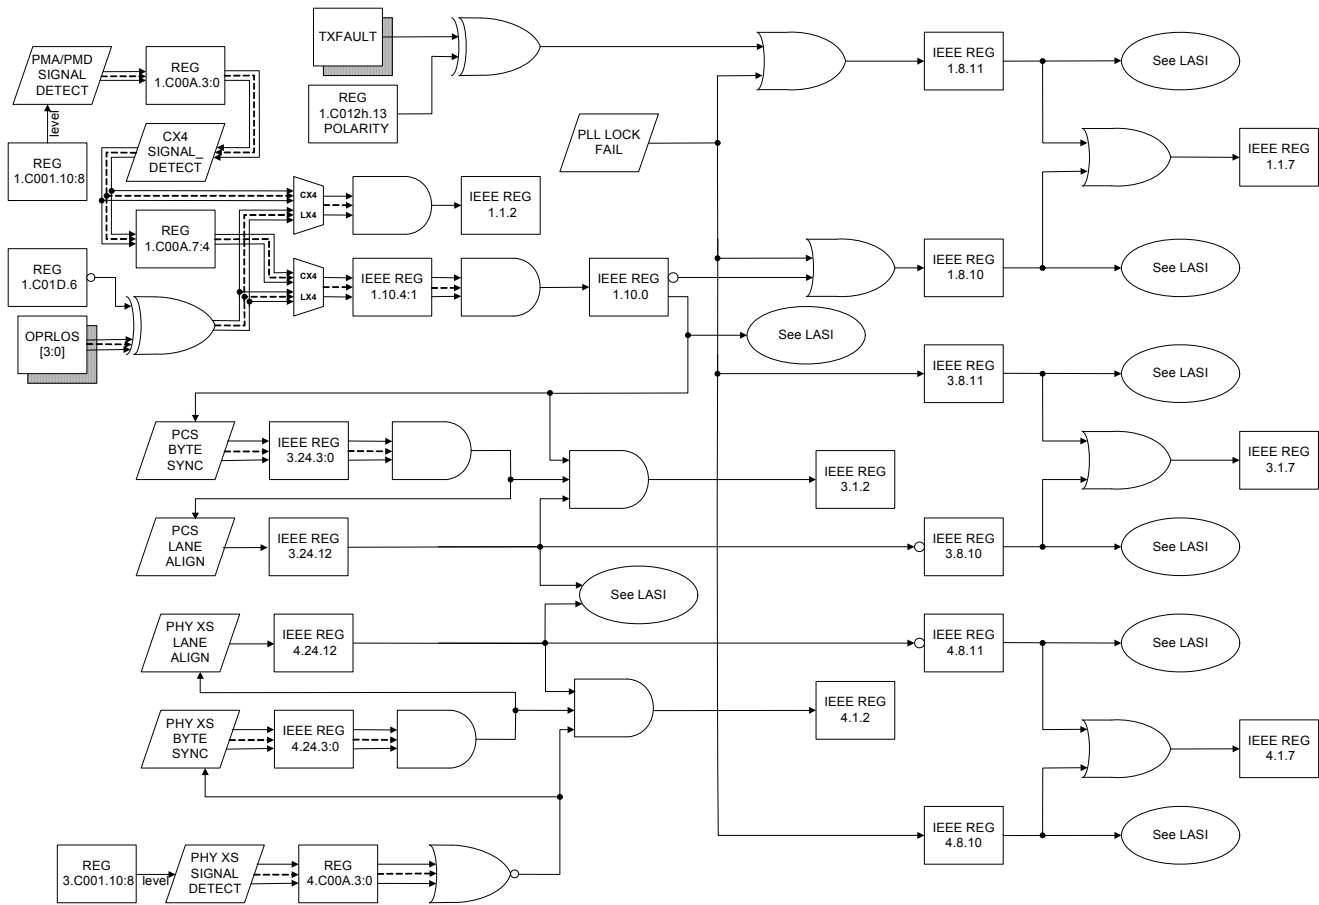 TXFAULT
REG
1.C012h.13
POLARITY
IEEE REG
1.8.11
See LASI
PMA/PMD
SIGNAL
DETECT
REG
1.C00A.3:0
level
REG
1.C001.10:8
CX4
SIGNAL_
DETECT
PLL LOCK
FAIL
IEEE REG
1.1.7
CX4
LX4
IEEE REG
1.1.2
REG
1.C00A.7:4
REG
1.C01D.6
CX4
LX4
IEEE REG
1.10.4:1
IEEE REG
1.10.0
IEEE REG
1.8.10
See LASI
OPRLOS
[3:0]
See LASI
IEEE REG
3.8.11
See LASI
PCS
BYTE
SYNC
IEEE REG
3.24.3:0
IEEE REG
3.1.2
IEEE REG
3.1.7
PCS
LANE
ALIGN
IEEE REG
3.24.12
IEEE REG
3.8.10
See LASI
See LASI
PHY XS
LANE
ALIGN
IEEE REG
4.24.12
IEEE REG
4.8.11
See LASI
PHY XS
BYTE
SYNC
IEEE REG
4.24.3:0
IEEE REG
4.1.2
IEEE REG
4.1.7
IEEE REG
4.8.10
See LASI
REG
3.C001.10:8
level
PHY XS
SIGNAL
DETECT
REG
4.C00A.3:0